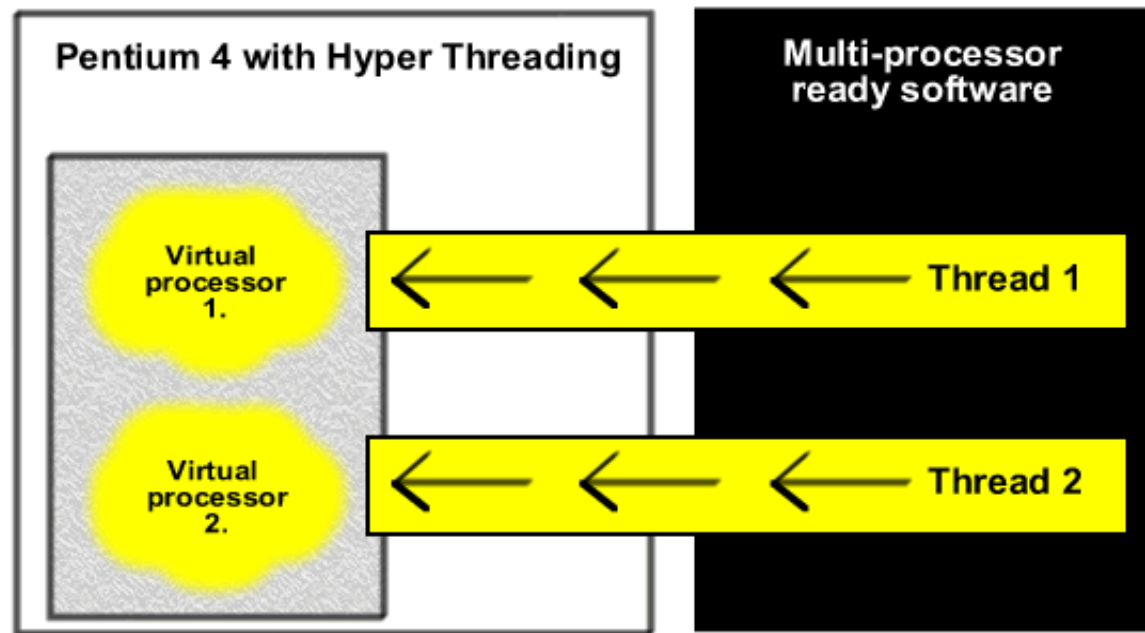 Pentium 4 with Hyper Threading
Multi-processor
ready software
Virtual
processor
1.
Thread 1
Virtual
processor
2.
Thread 2